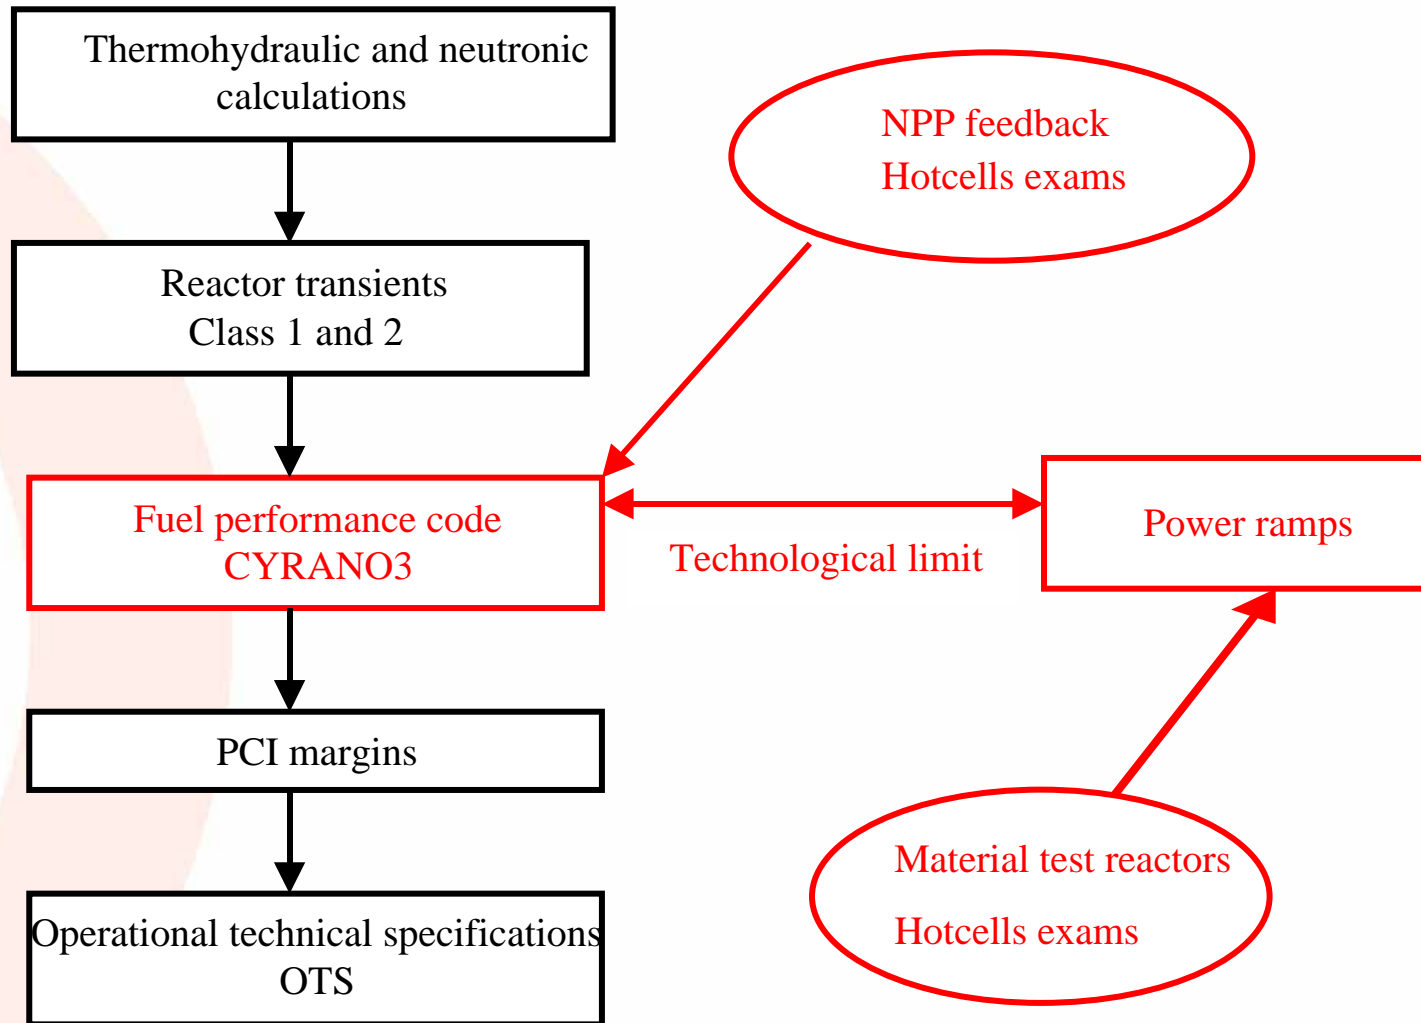 Thermohydraulic and neutronic
calculations
NPP feedback
Hotcells exams
Reactor transients
Class 1 and 2
Fuel performance code
CYRANO3
Technological limit
Power ramps
PCI margins
Material test reactors
Hotcells exams
Operational technical specifications
OTS